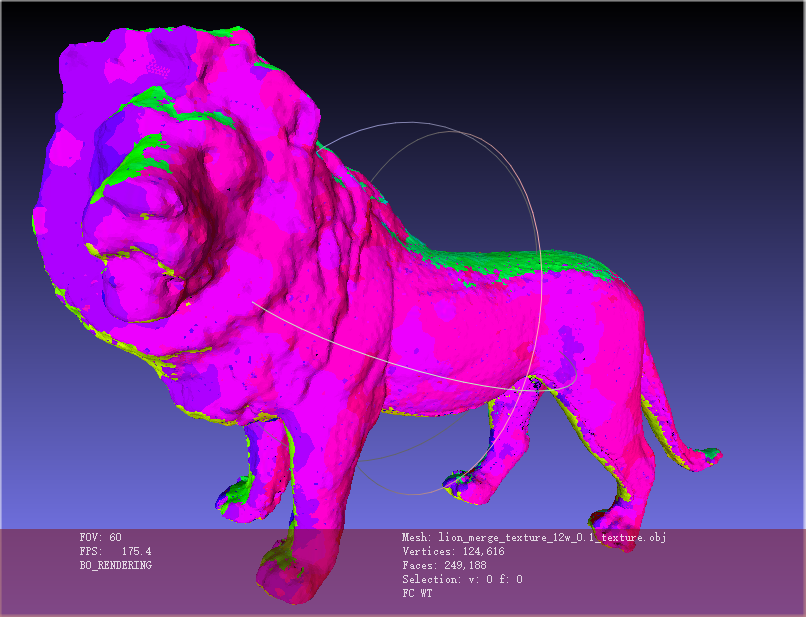 FOV: 60
FPS: 175.4
BO_RENDERING
Mesh: lion_merge_texture_12w_0.1_texture.obj
Vertices: 124,616
Faces: 249,188
Selection: v: 0 f: 0
FC WT